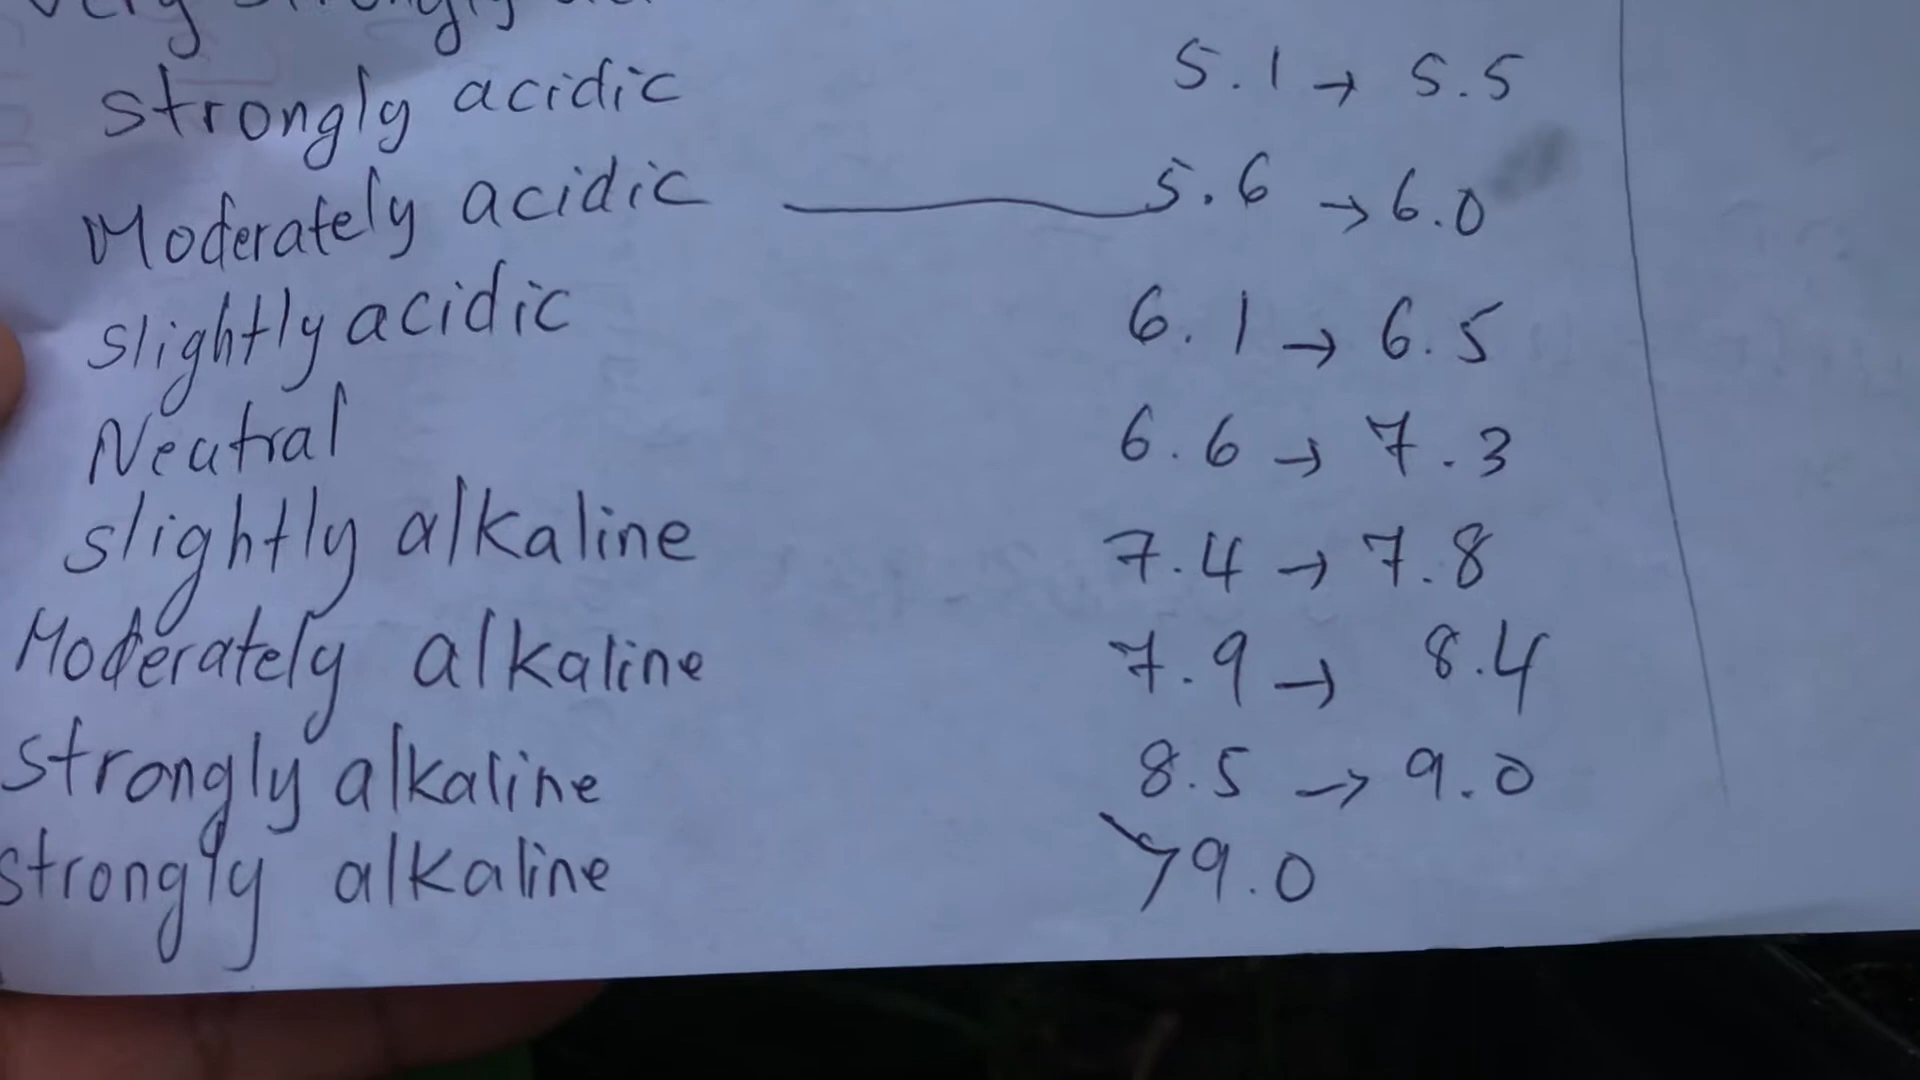 Very strongly
strongly acidic 5.1 → 5.5
Moderately acidic 5.6 → 6.0
slightly acidic 6.1 → 6.5
Neutral 6.6 → 7.3
slightly alkaline 7.4 → 7.8
Moderately alkaline 7.9 → 8.4
strongly alkaline 8.5 → 9.0
strongly alkaline >9.0